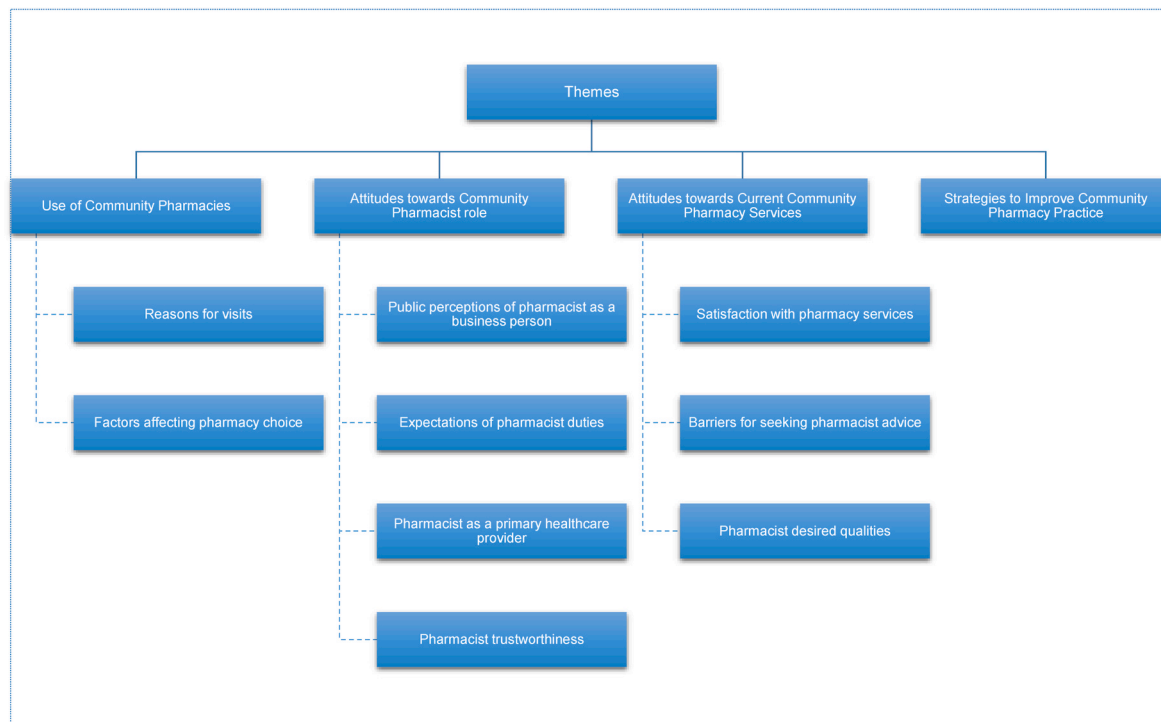 Themes
Use of Community Pharmacies
Attitudes towards Community
Pharmacist role
Attitudes towards Current Community
Pharmacy Services
Strategies to Improve Community
Pharmacy Practice
Reasons for visits
Factors affecting pharmacy choice
Public perceptions of pharmacist as a
business person
Expectations of pharmacist duties
Pharmacist as a primary healthcare
provider
Pharmacist trustworthiness
Satisfaction with pharmacy services
Barriers for seeking pharmacist advice
Pharmacist desired qualities